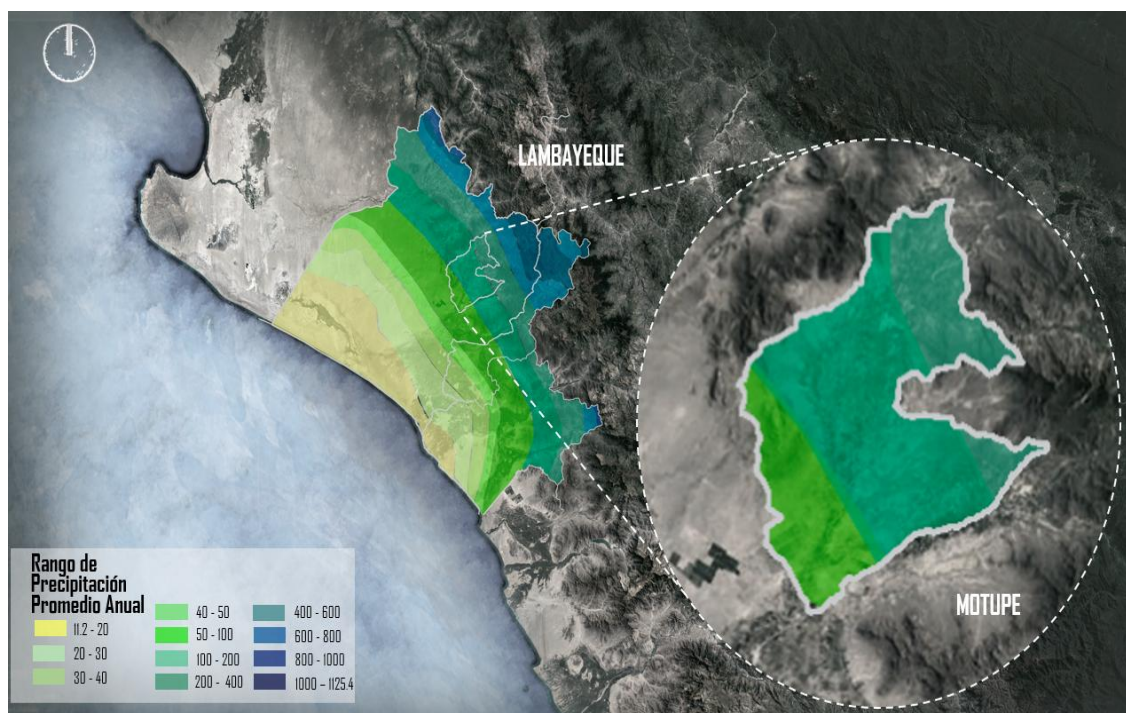 LAMBAYEQUE
MOTUPE
Rango de
Precipitación
Promedio Anual
11.2 - 20
20 - 30
30 - 40
40 - 50
50 - 100
100 - 200
200 - 400
400 - 600
600 - 800
800 - 1000
1000 – 1125.4